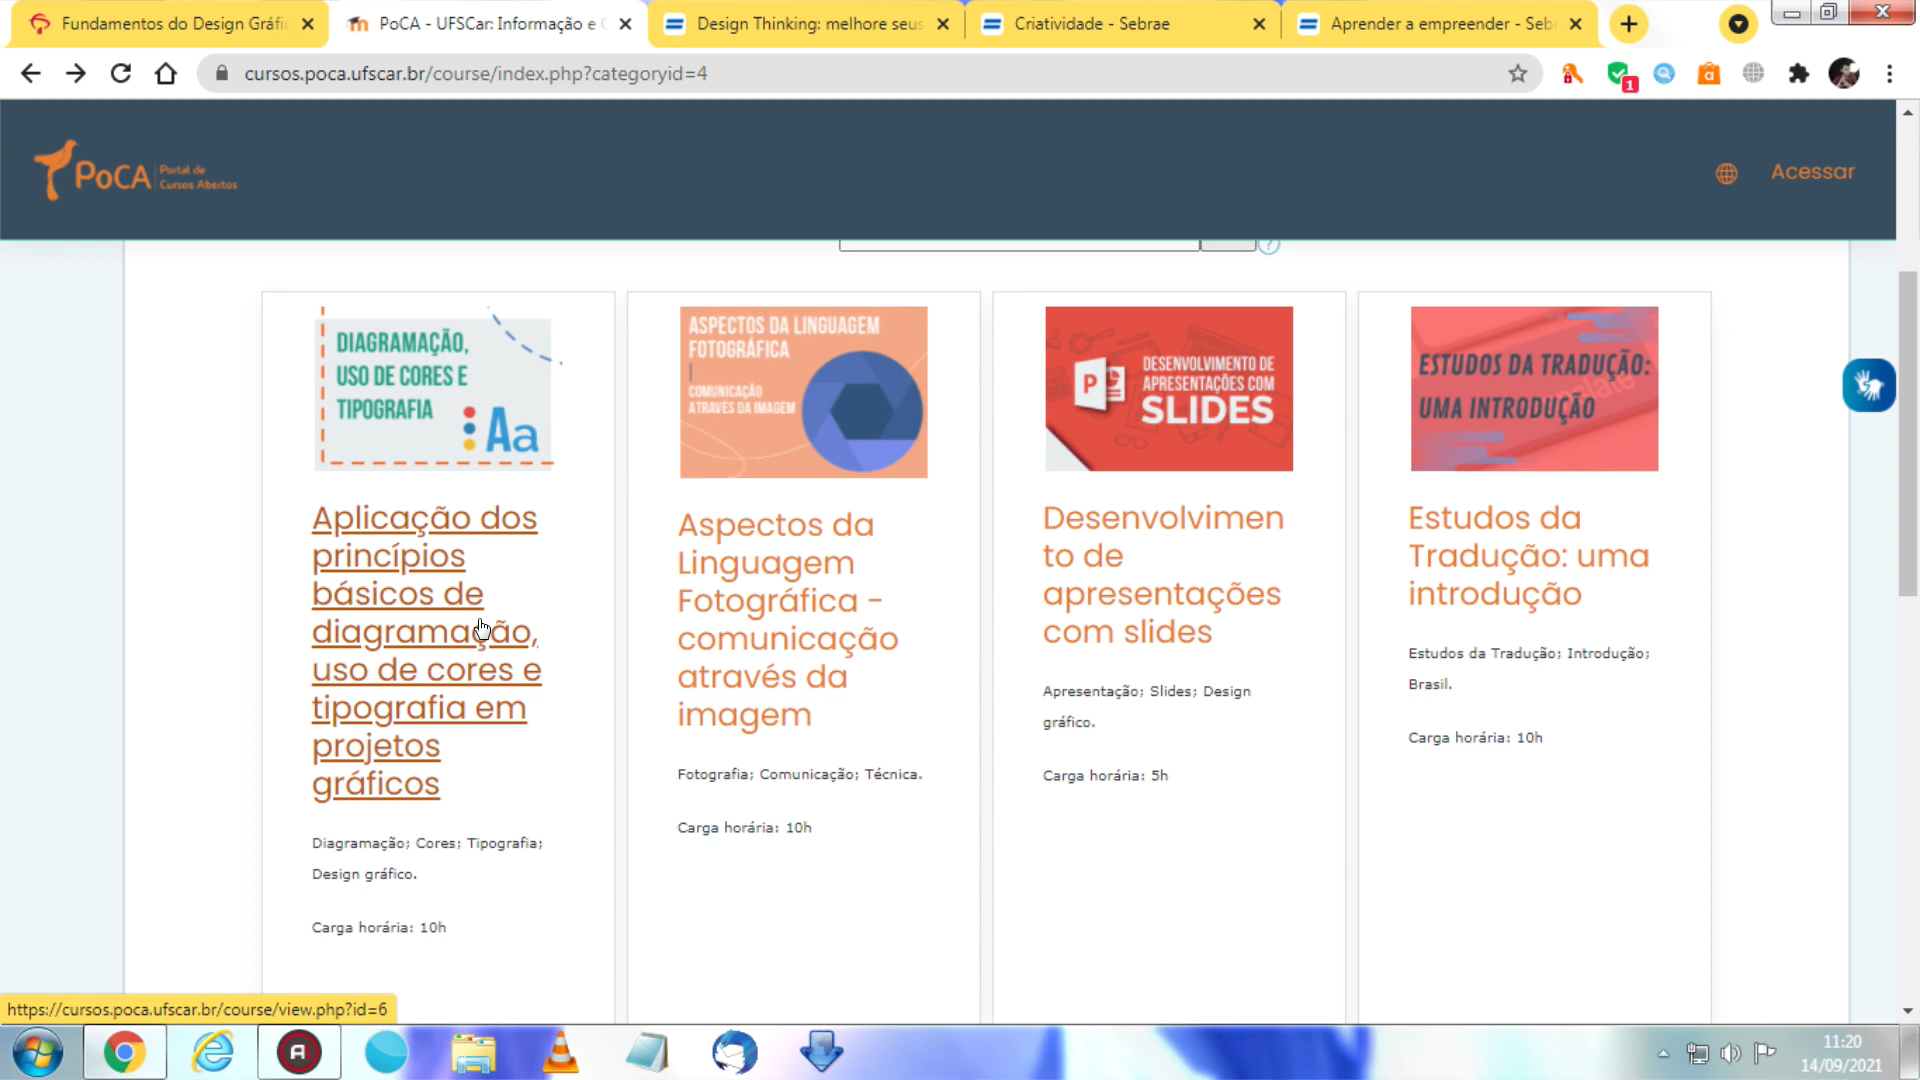 Fundamentos do Design Gráfic
PoCA - UFSCar: Informação e C
Design Thinking: melhore seus
Criatividade - Sebrae
Aprender a empreender - Seb
cursos.poca.ufscar.br/course/index.php?categoryid=4
1
a
PoCA
Portal de
Cursos Abertos
Acessar
?
DIAGRAMAÇÃO,
USO DE CORES E
TIPOGRAFIA
Aa
ASPECTOS DA LINGUAGEM
FOTOGRÁFICA
COMUNICAÇÃO
ATRAVÉS DA IMAGEM
P
DESENVOLVIMENTO DE
APRESENTAÇÕES COM
SLIDES
ESTUDOS DA TRADUÇÃO:
UMA INTRODUÇÃO
Aplicação dos
princípios
básicos de
diagramação,
uso de cores e
tipografia em
projetos
gráficos
Diagramação; Cores; Tipografia;
Design gráfico.
Carga horária: 10h
Aspectos da
Linguagem
Fotográfica -
comunicação
através da
imagem
Fotografia; Comunicação; Técnica.
Carga horária: 10h
Desenvolvimen
to de
apresentações
com slides
Apresentação; Slides; Design
gráfico.
Carga horária: 5h
Estudos da
Tradução: uma
introdução
Estudos da Tradução; Introdução;
Brasil.
Carga horária: 10h
https://cursos.poca.ufscar.br/course/view.php?id=6
11:20
14/09/2021